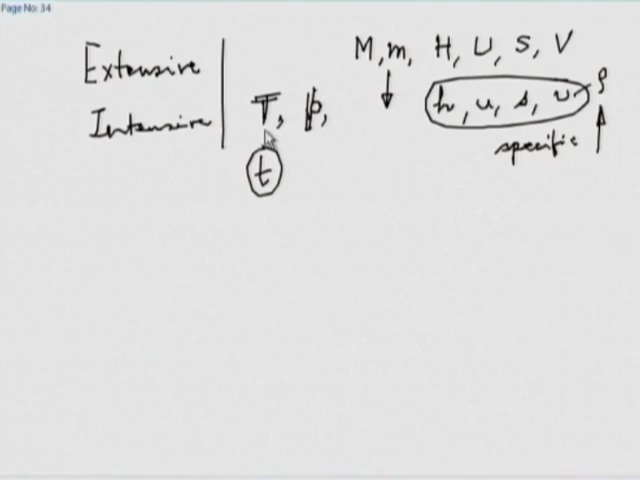 Page No: 34
Extensive M, m, H, U, S, V
Intensive T, p, h, u, s, v ρ
specific
t